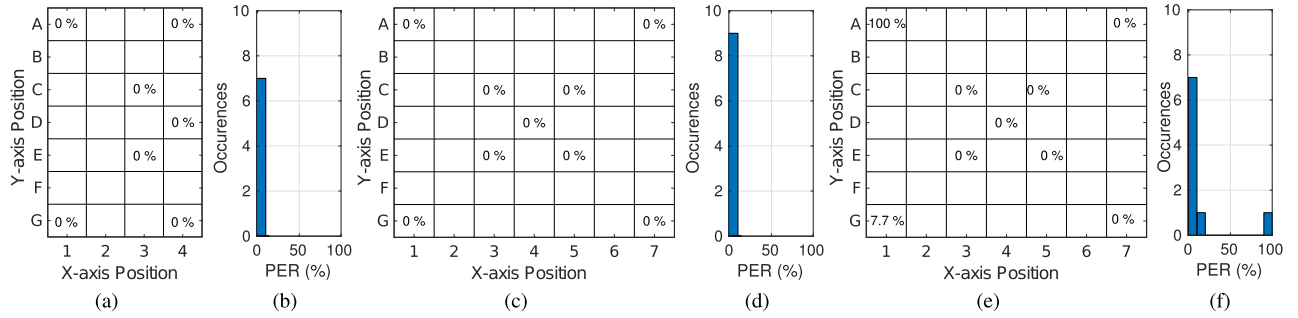 A 0 % 0 %
B
C 0 %
D 0 %
E 0 %
F
G 0 % 0 %
1 2 3 4
X-axis Position
Y-axis Position
(a)
10
8
6
4
2
0
0 50 100
PER (%)
Occurences
(b)
A 0 % 0 %
B
C 0 % 0 %
D 0 %
E 0 % 0 %
F
G 0 % 0 %
1 2 3 4 5 6 7
X-axis Position
Y-axis Position
(c)
10
8
6
4
2
0
0 50 100
PER (%)
Occurences
(d)
A 100 % 0 %
B
C 0 % 0 %
D 0 %
E 0 % 0 %
F
G 7.7 % 0 %
1 2 3 4 5 6 7
X-axis Position
Y-axis Position
(e)
10
8
6
4
2
0
0 50 100
PER (%)
Occurences
(f)